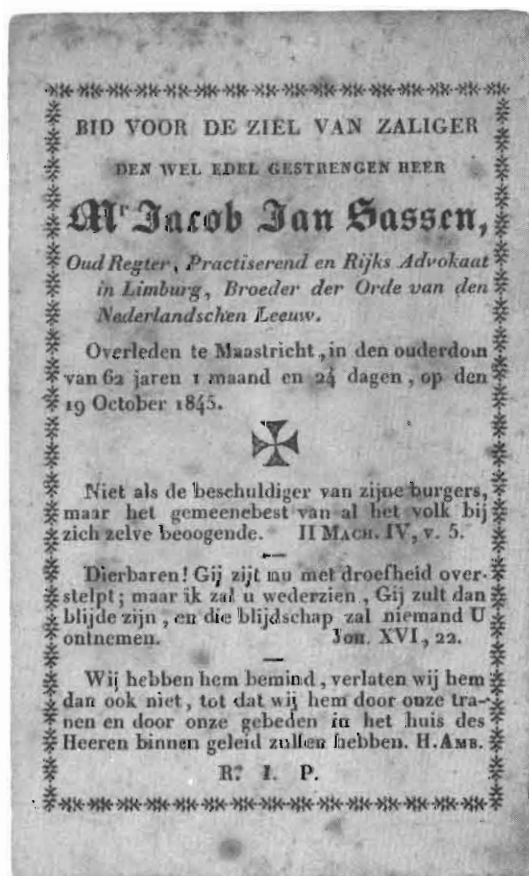 BID VOOR DE ZIEL VAN ZALIGER
DEN WEL EDEL GESTRENGEN HEER
Mr Jacob Jan Sassen,
Oud Regter, Practiserend en Rijks Advokaat
in Limburg, Broeder der Orde van den
Nederlandschen Leeuw.
Overleden te Maastricht, in den ouderdom
van 62 jaren 1 maand en 24 dagen, op den
19 October 1845.
Niet als de beschuldiger van zijne burgers,
maar het gemeenebest van al het volk bij
zich zelve beoogende. II MACH. IV, v. 5.
Dierbaren! Gij zijt nu met droefheid over-
stelpt; maar ik zal u wederzien, Gij zult dan
blijde zijn, en die blijdschap zal niemand U
ontnemen. JOH. XVI, 22.
Wij hebben hem bemind, verlaten wij hem
dan ook niet, tot dat wij hem door onze tra-
nen en door onze gebeden in het huis des
Heeren binnen geleid zullen hebben. H. AMB.
R. I. P.